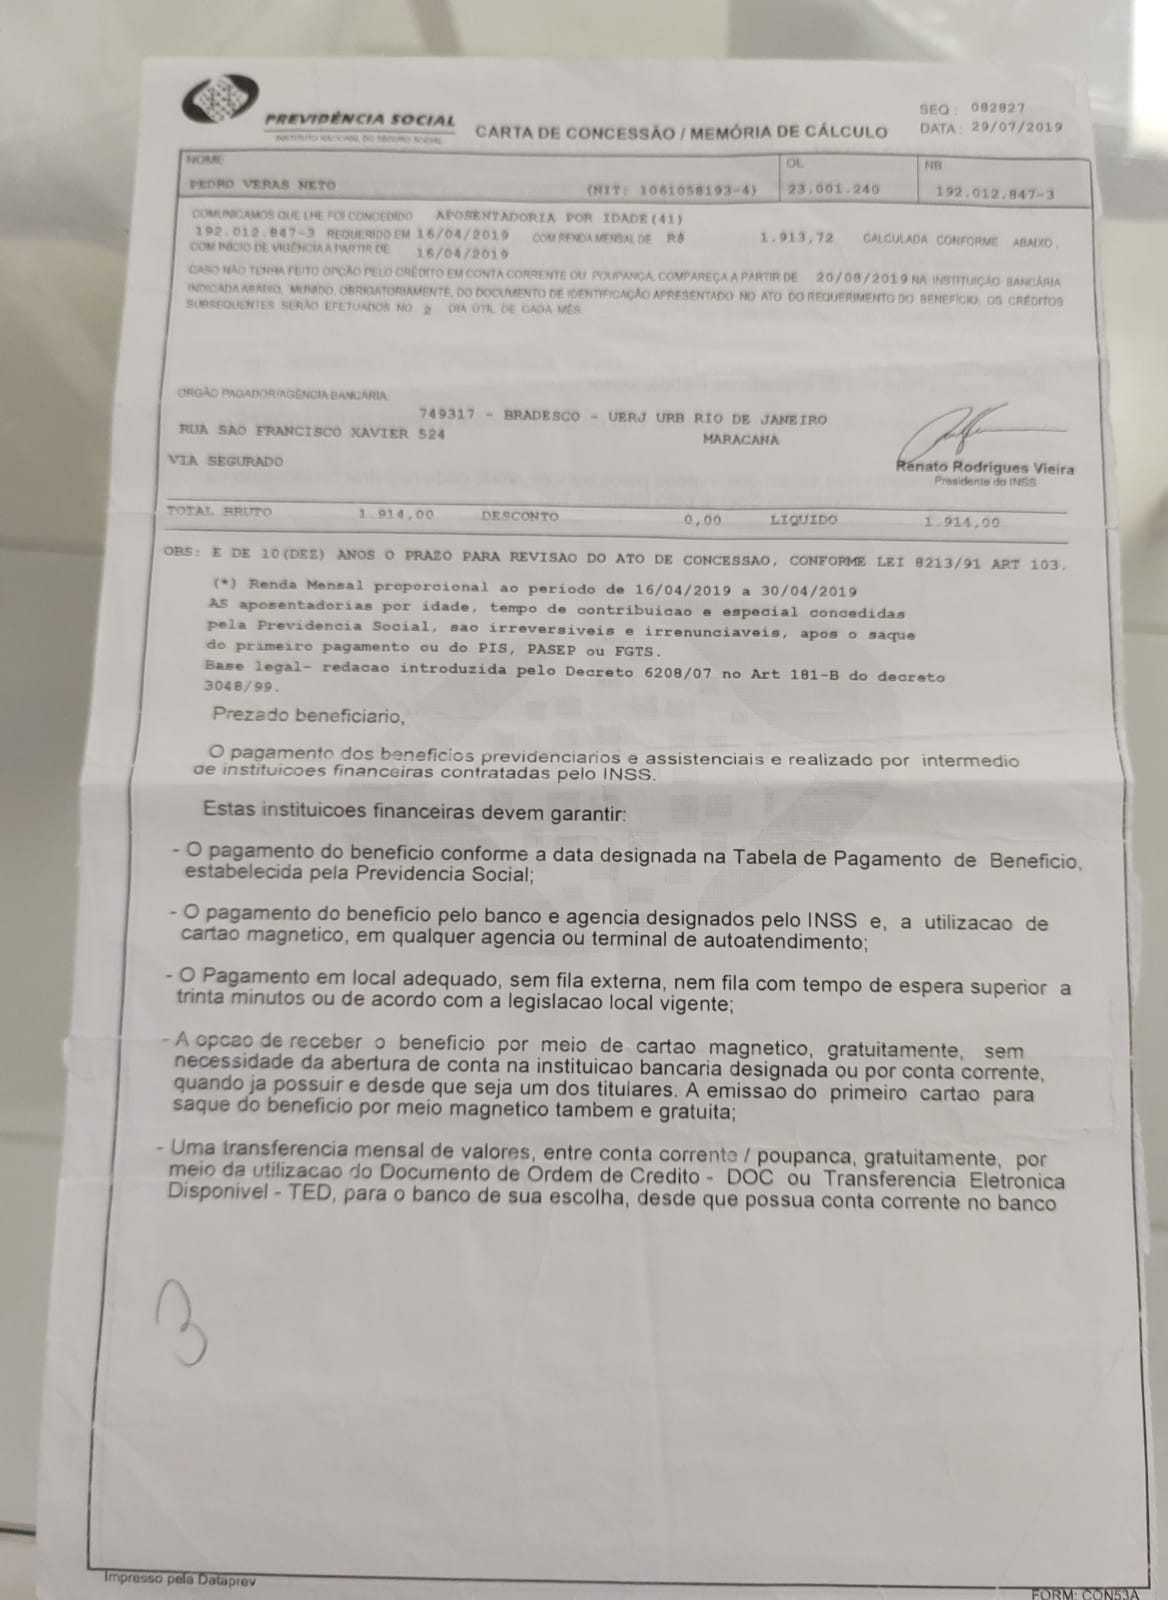 PREVIDÊNCIA SOCIAL
INSTITUTO NACIONAL DO SEGURO SOCIAL
CARTA DE CONCESSÃO / MEMÓRIA DE CÁLCULO
SEQ: 082827
DATA: 29/07/2019
NOME
PEDRO VERAS NETO (NIT: 1061058193-4)
OL
23.001.240
NB
192.012.847-3
COMUNICAMOS QUE LHE FOI CONCEDIDO APOSENTADORIA POR IDADE(41)
192.012.847-3 REQUERIDO EM 16/04/2019 COM RENDA MENSAL DE R$ 1.913,72 CALCULADA CONFORME ABAIXO,
COM INÍCIO DE VIGÊNCIA A PARTIR DE 16/04/2019
CASO NÃO TENHA FEITO OPÇÃO PELO CRÉDITO EM CONTA CORRENTE OU POUPANÇA, COMPAREÇA A PARTIR DE 20/08/2019 NA INSTITUIÇÃO BANCÁRIA
INDICADA ABAIXO, MUNIDO, OBRIGATORIAMENTE, DO DOCUMENTO DE IDENTIFICAÇÃO APRESENTADO NO ATO DO REQUERIMENTO DO BENEFÍCIO. OS CRÉDITOS
SUBSEQUENTES SERÃO EFETUADOS NO 2 DIA ÚTIL DE CADA MÊS.
ORGÃO PAGADOR/AGÊNCIA BANCÁRIA:
749317 - BRADESCO - UERJ URB RIO DE JANEIRO
RUA SAO FRANCISCO XAVIER 524 MARACANA
VIA SEGURADO
Renato Rodrigues Vieira
Presidente do INSS
TOTAL BRUTO 1.914,00 DESCONTO 0,00 LIQUIDO 1.914,00
OBS: E DE 10(DEZ) ANOS O PRAZO PARA REVISAO DO ATO DE CONCESSAO, CONFORME LEI 8213/91 ART 103.
(*) Renda Mensal proporcional ao periodo de 16/04/2019 a 30/04/2019
AS aposentadorias por idade, tempo de contribuicao e especial concedidas
pela Previdencia Social, sao irreversiveis e irrenunciaveis, apos o saque
do primeiro pagamento ou do PIS, PASEP ou FGTS.
Base legal- redacao introduzida pelo Decreto 6208/07 no Art 181-B do decreto
3048/99.
Prezado beneficiario,
O pagamento dos beneficios previdenciarios e assistenciais e realizado por intermedio
de instituicoes financeiras contratadas pelo INSS.
Estas instituicoes financeiras devem garantir:
- O pagamento do beneficio conforme a data designada na Tabela de Pagamento de Beneficio,
estabelecida pela Previdencia Social;
- O pagamento do beneficio pelo banco e agencia designados pelo INSS e, a utilizacao de
cartao magnetico, em qualquer agencia ou terminal de autoatendimento;
- O Pagamento em local adequado, sem fila externa, nem fila com tempo de espera superior a
trinta minutos ou de acordo com a legislacao local vigente;
- A opcao de receber o beneficio por meio de cartao magnetico, gratuitamente, sem
necessidade da abertura de conta na instituicao bancaria designada ou por conta corrente,
quando ja possuir e desde que seja um dos titulares. A emissao do primeiro cartao para
saque do beneficio por meio magnetico tambem e gratuita;
- Uma transferencia mensal de valores, entre conta corrente / poupanca, gratuitamente, por
meio da utilizacao do Documento de Ordem de Credito - DOC ou Transferencia Eletronica
Disponivel - TED, para o banco de sua escolha, desde que possua conta corrente no banco
3
Impresso pela Dataprev
FORM: CON53A